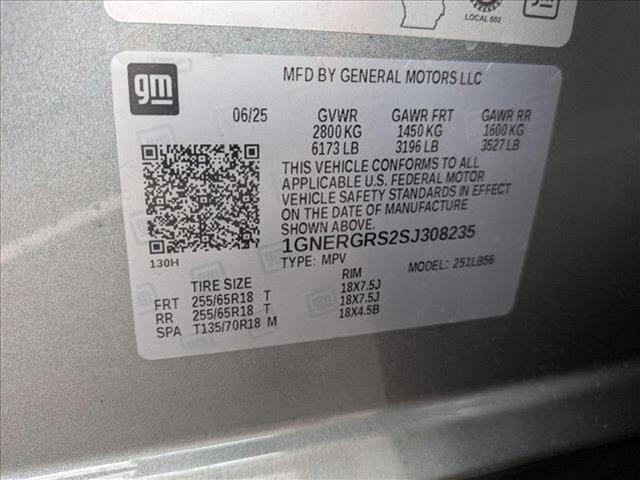 LOCAL 602
gm
MFD BY GENERAL MOTORS LLC
06/25 GVWR GAWR FRT GAWR RR
2800 KG 1450 KG 1600 KG
6173 LB 3196 LB 3527 LB
THIS VEHICLE CONFORMS TO ALL
APPLICABLE U.S. FEDERAL MOTOR
VEHICLE SAFETY STANDARDS IN EFFECT
ON THE DATE OF MANUFACTURE
SHOWN ABOVE.
1GNERGRS2SJ308235
130H TYPE: MPV MODEL: 251LB56
TIRE SIZE RIM
FRT 255/65R18 T 18X7.5J
RR 255/65R18 T 18X7.5J
SPA T135/70R18 M 18X4.5B